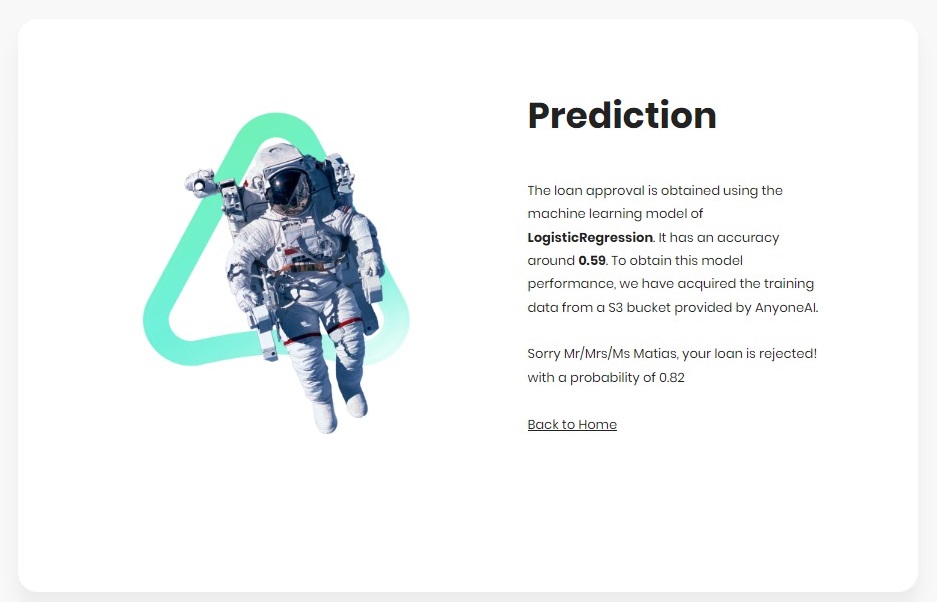 Prediction
The loan approval is obtained using the
machine learning model of
LogisticRegression. It has an accuracy
around 0.59. To obtain this model
performance, we have acquired the training
data from a S3 bucket provided by AnyoneAI.
Sorry Mr/Mrs/Ms Matias, your loan is rejected!
with a probability of 0.82
Back to Home